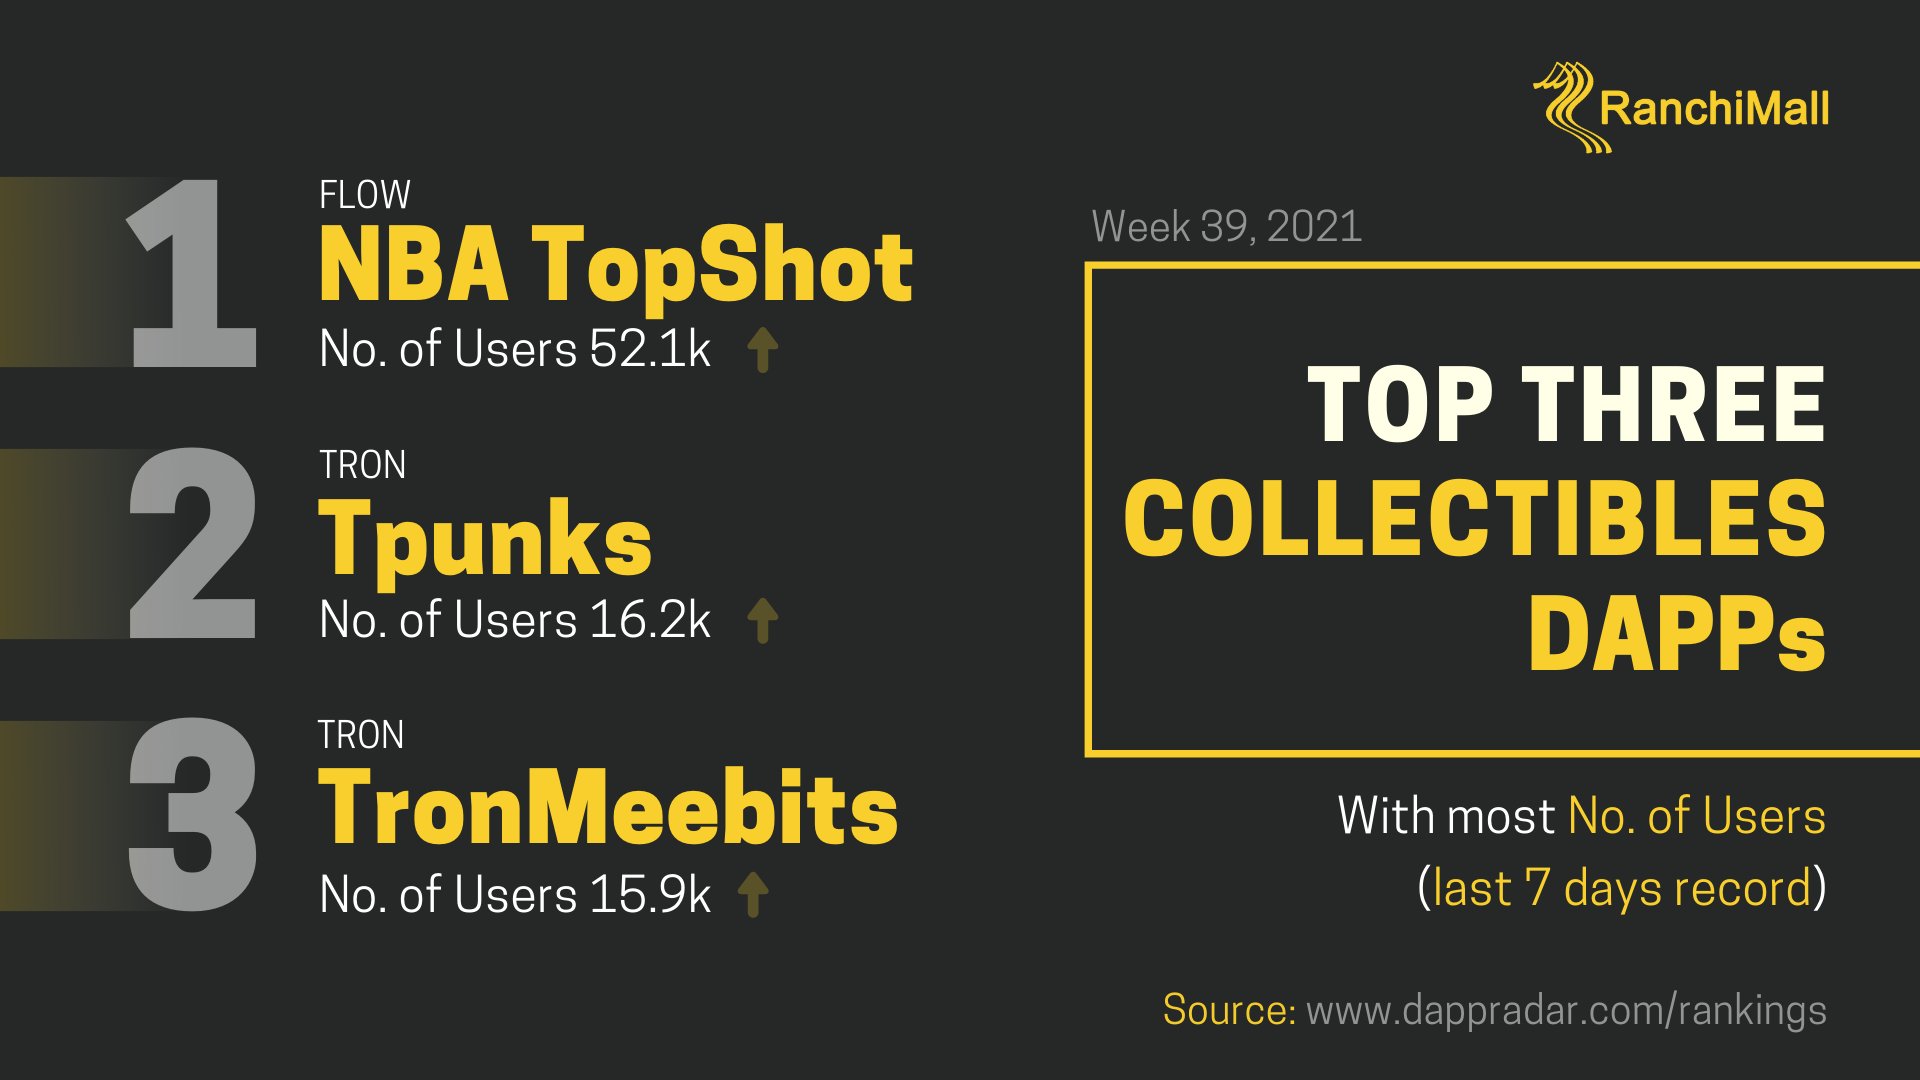 RanchiMall
1
FLOW
NBA TopShot
No. of Users 52.1k
2
TRON
Tpunks
No. of Users 16.2k
3
TRON
TronMeebits
No. of Users 15.9k
Week 39, 2021
TOP THREE
COLLECTIBLES
DAPPs
With most No. of Users
(last 7 days record)
Source: www.dappradar.com/rankings